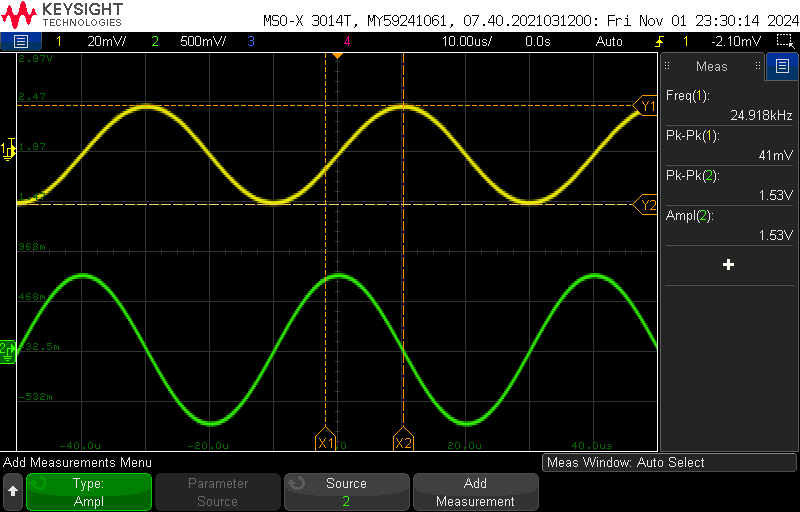 KEYSIGHT
TECHNOLOGIES
MSO-X 3014T, MY59241061, 07.40.2021031200: Fri Nov 01 23:30:14 2024
1 20mV/ 2 500mV/ 3 4 10.00us/ 0.0s Auto 1 -2.10mV
2.97V
2.47
1.97
968m
468m
-32.5m
-532m
-40.0u -20.0u 20.0u 40.0us
Y1
Y2
X1 X2
1 T
2
Meas
Freq(1):
24.918kHz
Pk-Pk(1):
41mV
Pk-Pk(2):
1.53V
Ampl(2):
1.53V
+
Add Measurements Menu
Meas Window: Auto Select
Type:
Ampl
Parameter
Source
Source
2
Add
Measurement